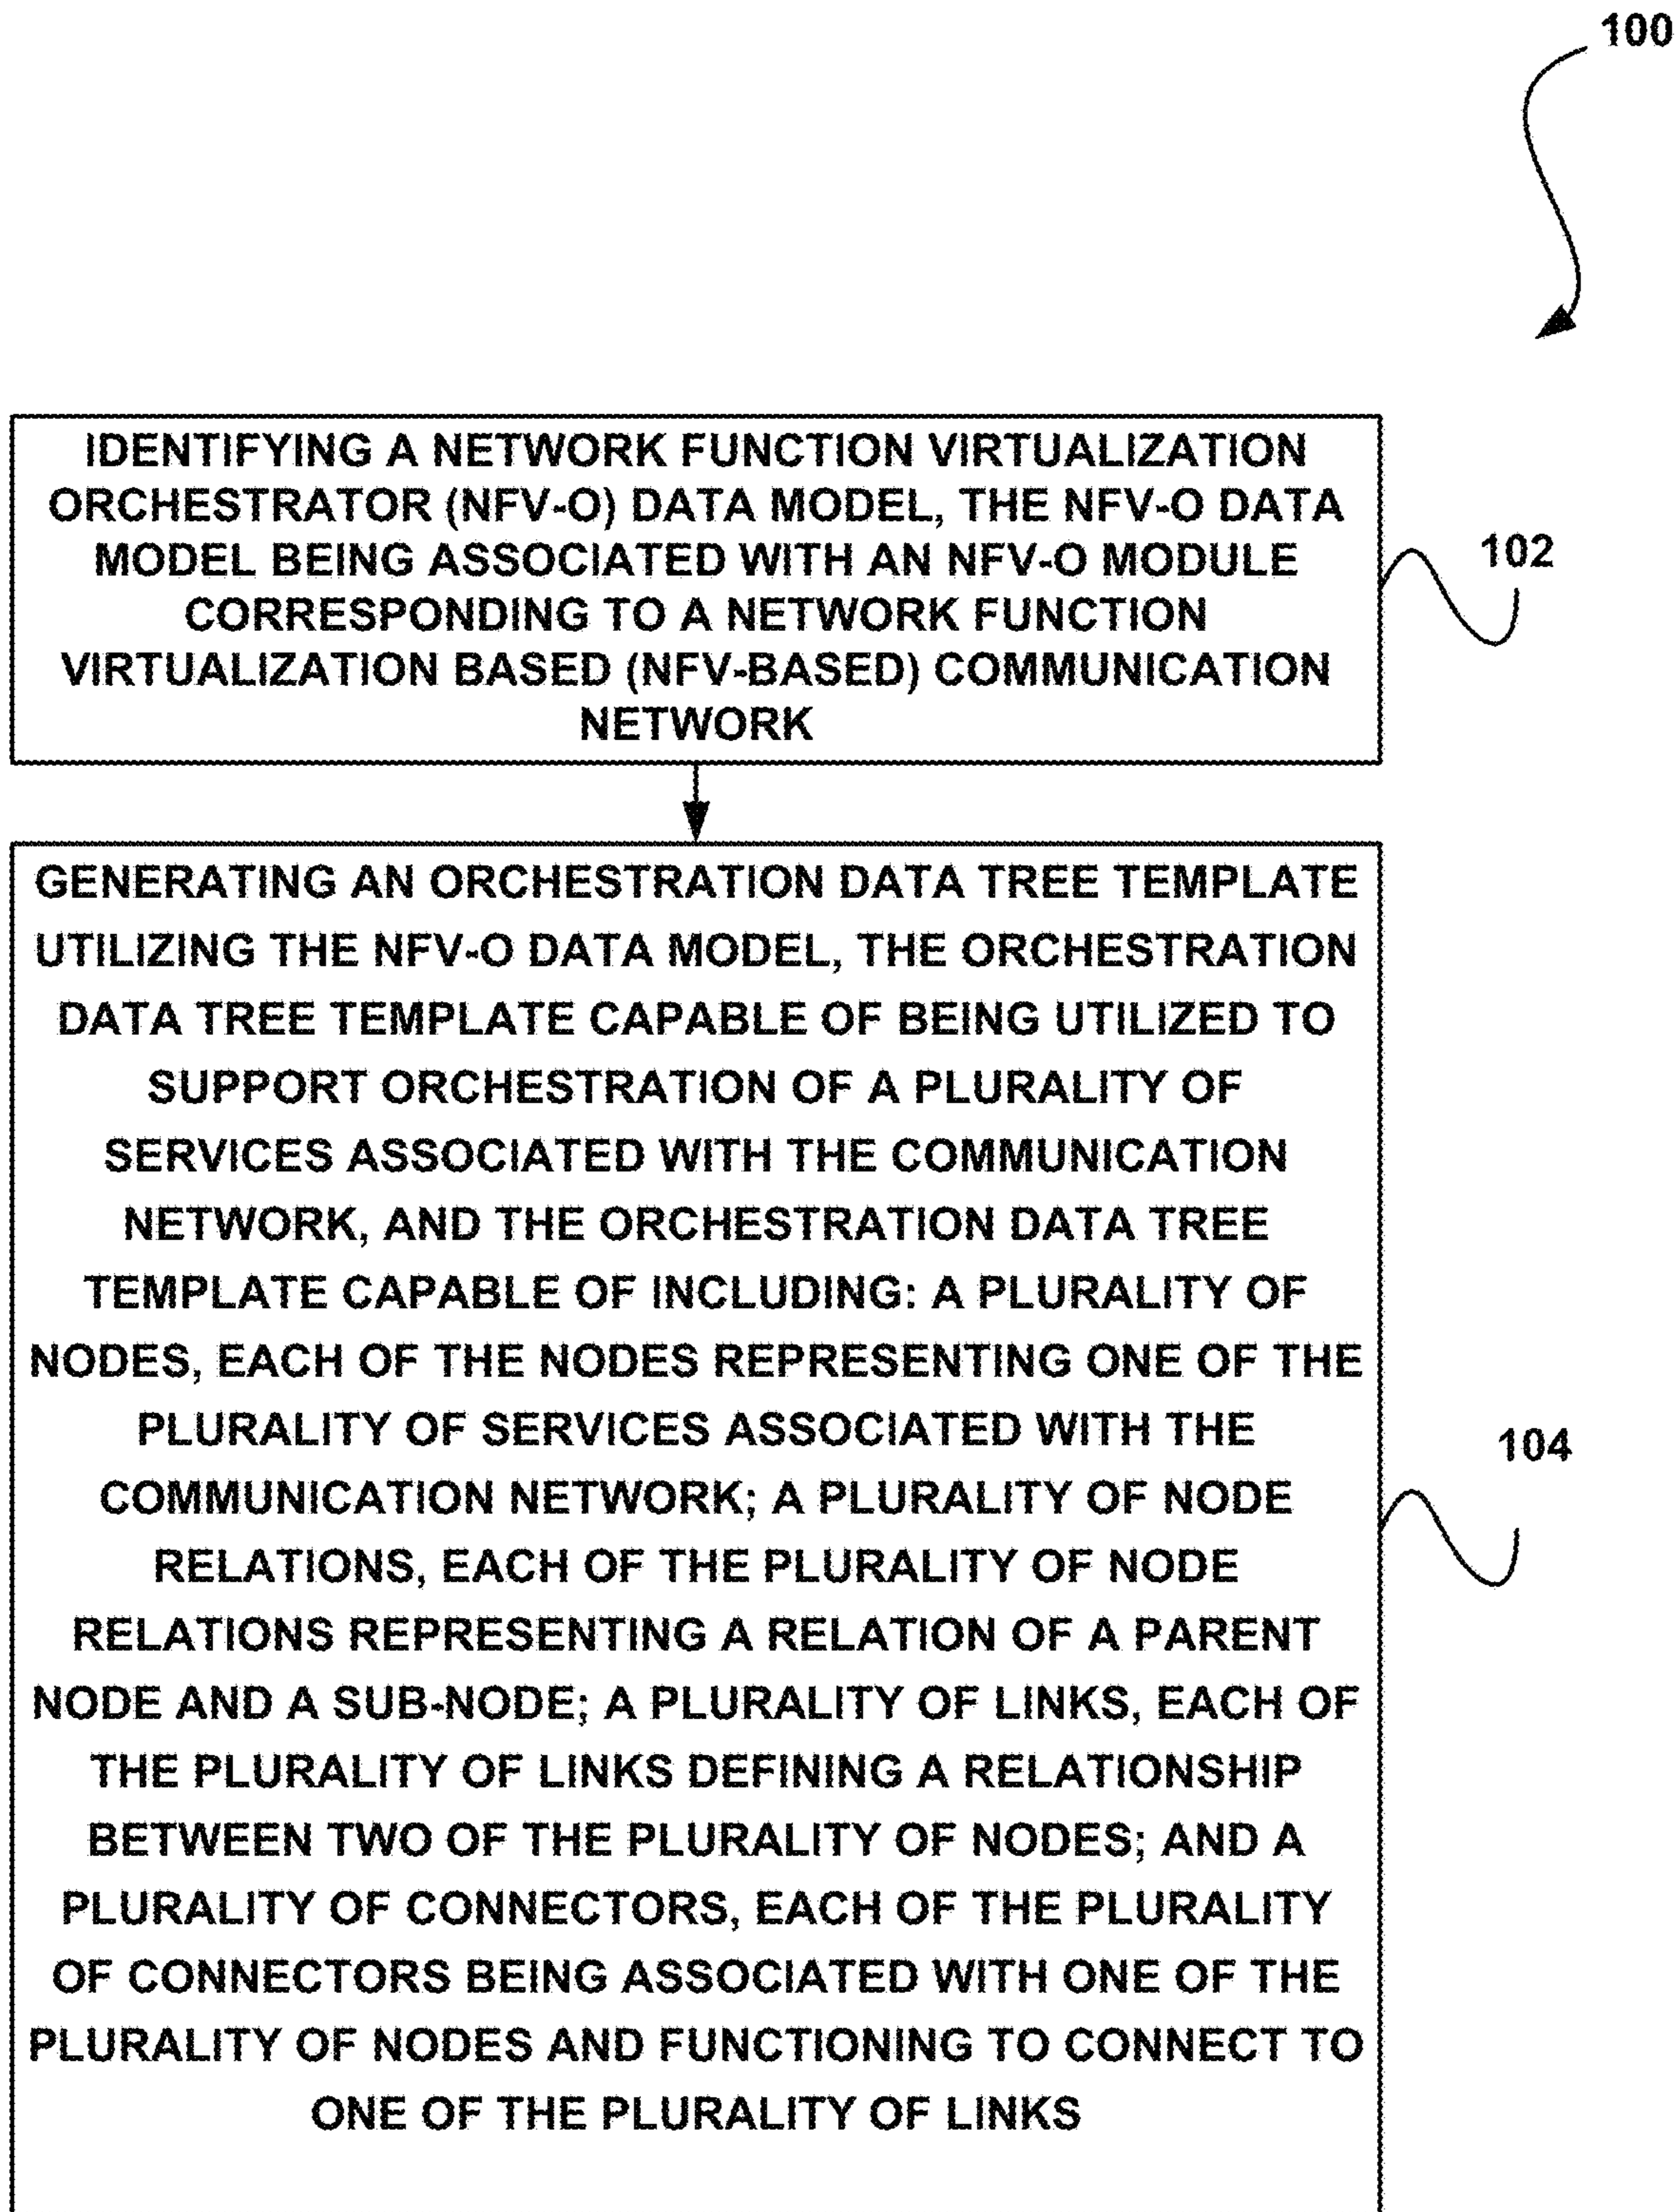 100
IDENTIFYING A NETWORK FUNCTION VIRTUALIZATION
ORCHESTRATOR (NFV-O) DATA MODEL, THE NFV-O DATA
MODEL BEING ASSOCIATED WITH AN NFV-O MODULE
CORRESPONDING TO A NETWORK FUNCTION
VIRTUALIZATION BASED (NFV-BASED) COMMUNICATION
NETWORK
102
GENERATING AN ORCHESTRATION DATA TREE TEMPLATE
UTILIZING THE NFV-O DATA MODEL, THE ORCHESTRATION
DATA TREE TEMPLATE CAPABLE OF BEING UTILIZED TO
SUPPORT ORCHESTRATION OF A PLURALITY OF
SERVICES ASSOCIATED WITH THE COMMUNICATION
NETWORK, AND THE ORCHESTRATION DATA TREE
TEMPLATE CAPABLE OF INCLUDING: A PLURALITY OF
NODES, EACH OF THE NODES REPRESENTING ONE OF THE
PLURALITY OF SERVICES ASSOCIATED WITH THE
COMMUNICATION NETWORK; A PLURALITY OF NODE
RELATIONS, EACH OF THE PLURALITY OF NODE
RELATIONS REPRESENTING A RELATION OF A PARENT
NODE AND A SUB-NODE; A PLURALITY OF LINKS, EACH OF
THE PLURALITY OF LINKS DEFINING A RELATIONSHIP
BETWEEN TWO OF THE PLURALITY OF NODES; AND A
PLURALITY OF CONNECTORS, EACH OF THE PLURALITY
OF CONNECTORS BEING ASSOCIATED WITH ONE OF THE
PLURALITY OF NODES AND FUNCTIONING TO CONNECT TO
ONE OF THE PLURALITY OF LINKS
104